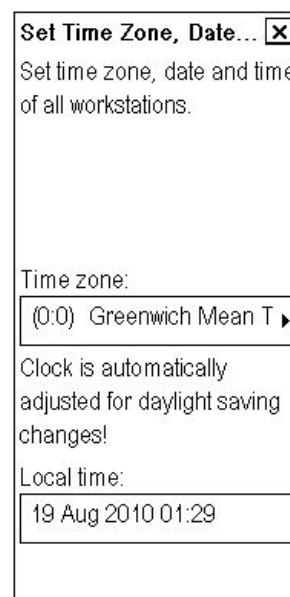 Set Time Zone, Date...
Set time zone, date and time
of all workstations.
Time zone:
(0:0) Greenwich Mean T
Clock is automatically
adjusted for daylight saving
changes!
Local time:
19 Aug 2010 01:29